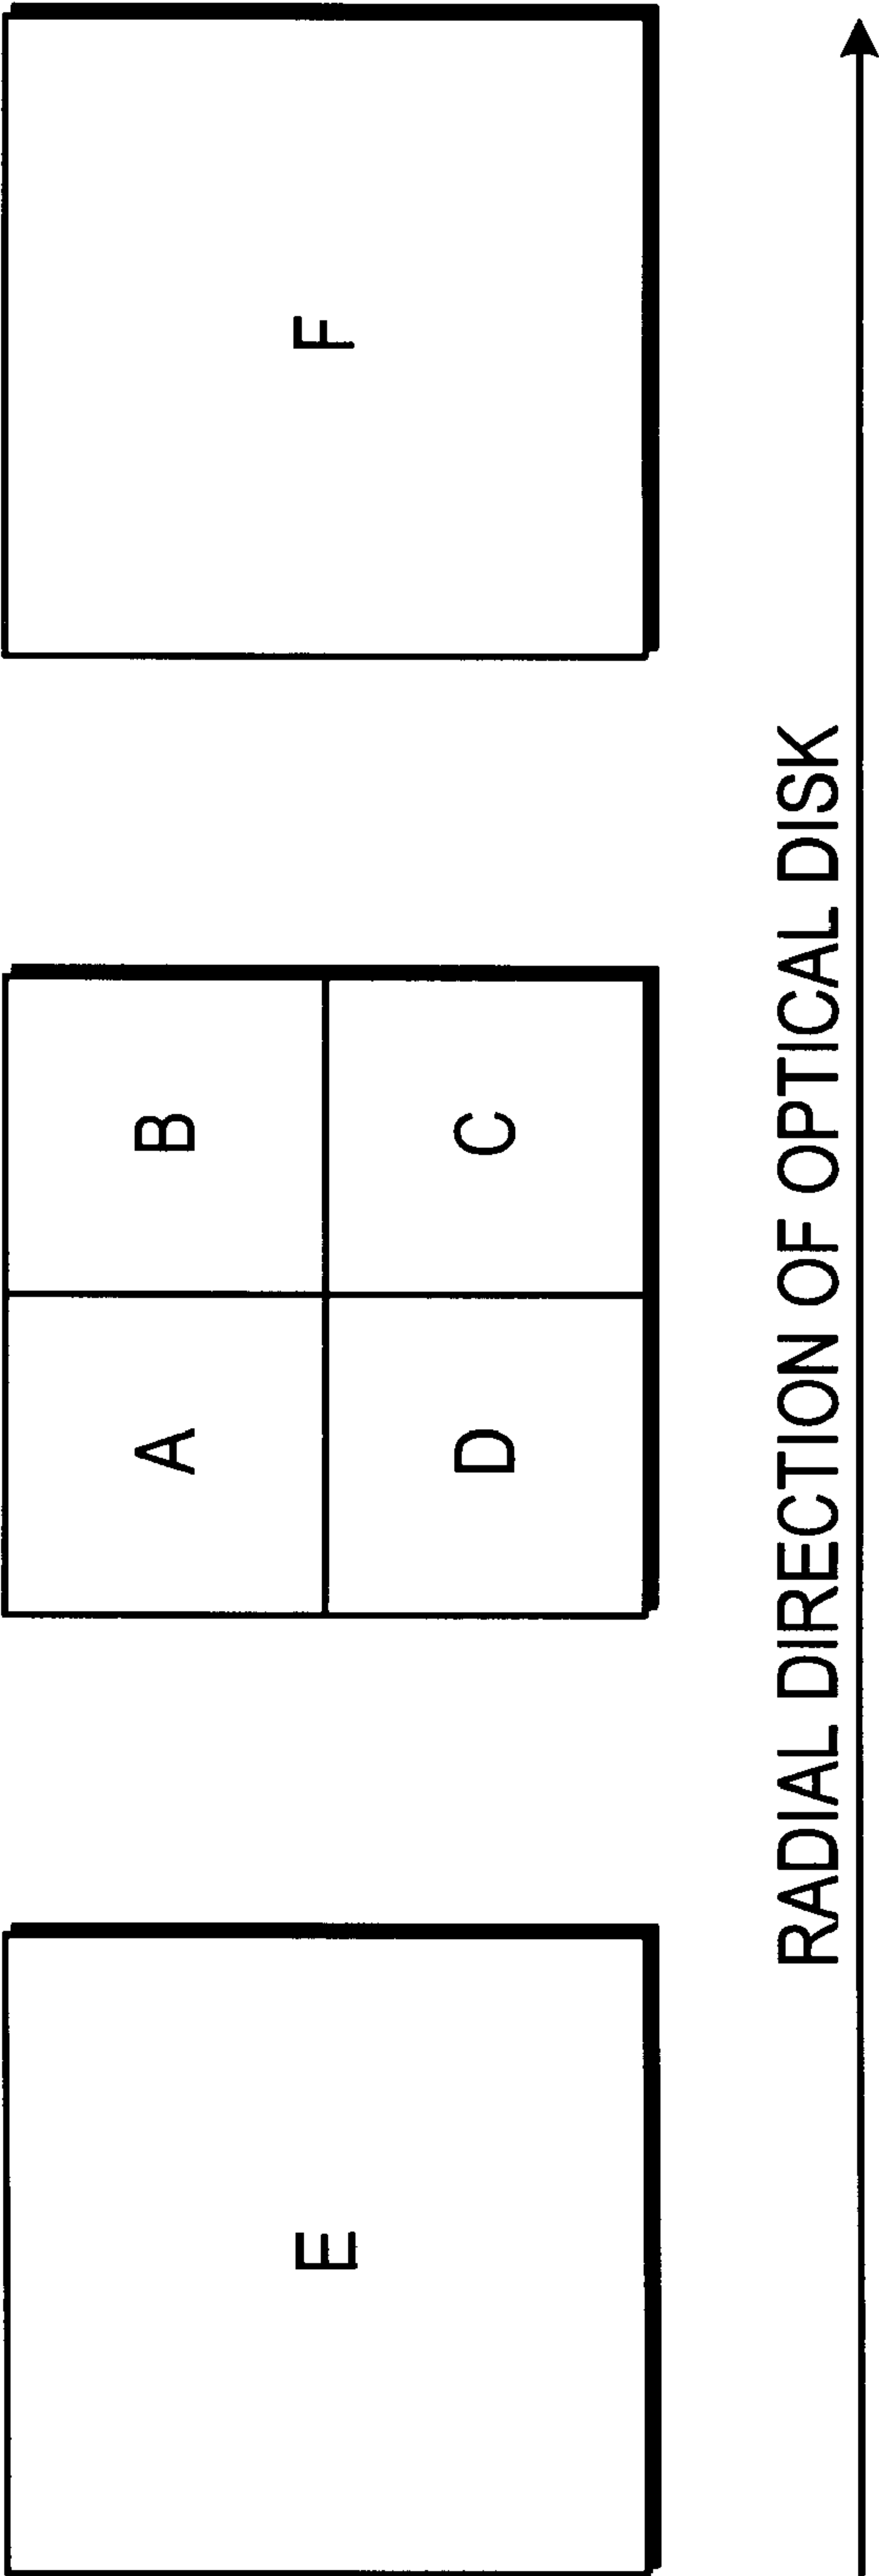 A B
E F
D C
RADIAL DIRECTION OF OPTICAL DISK